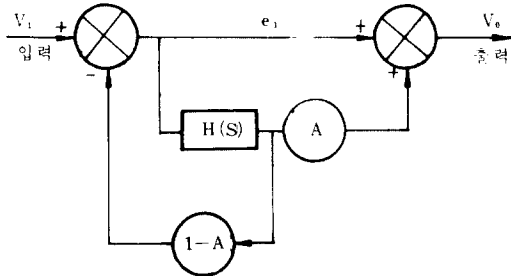 V₁ + e₁ + V₀
입력 - + 출력
H(S) A
1-A